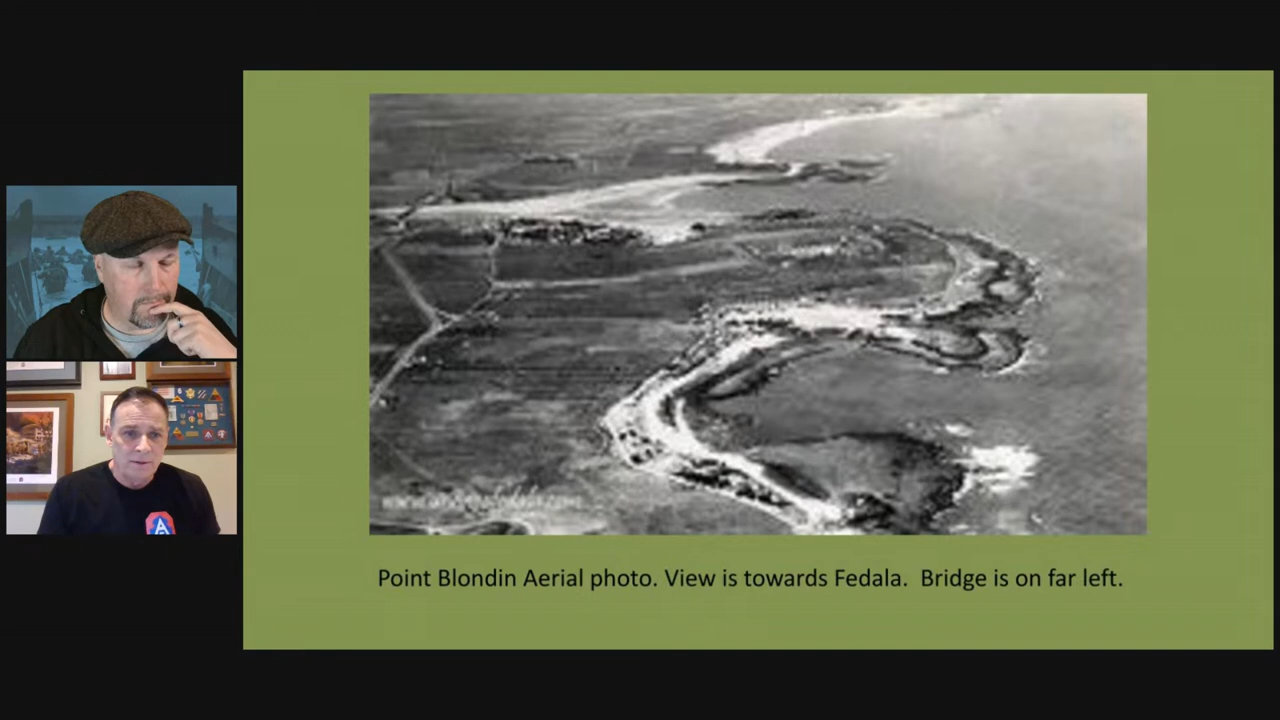 Point Blondin Aerial photo. View is towards Fedala.  Bridge is on far left.
A